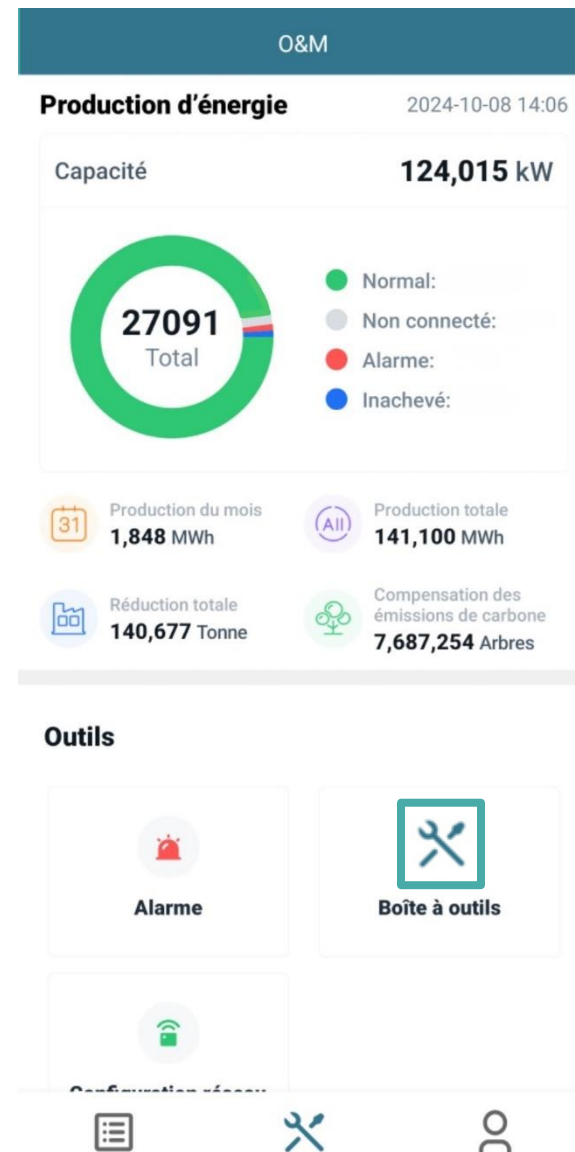 O&M
Production d’énergie
2024-10-08 14:06
Capacité
124,015 kW
27091
Total
Normal:
Non connecté:
Alarme:
Inachevé:
31
Production du mois
1,848 MWh
All
Production totale
141,100 MWh
Réduction totale
140,677 Tonne
Compensation des
émissions de carbone
7,687,254 Arbres
Outils
Alarme
Boîte à outils
Configuration réseau